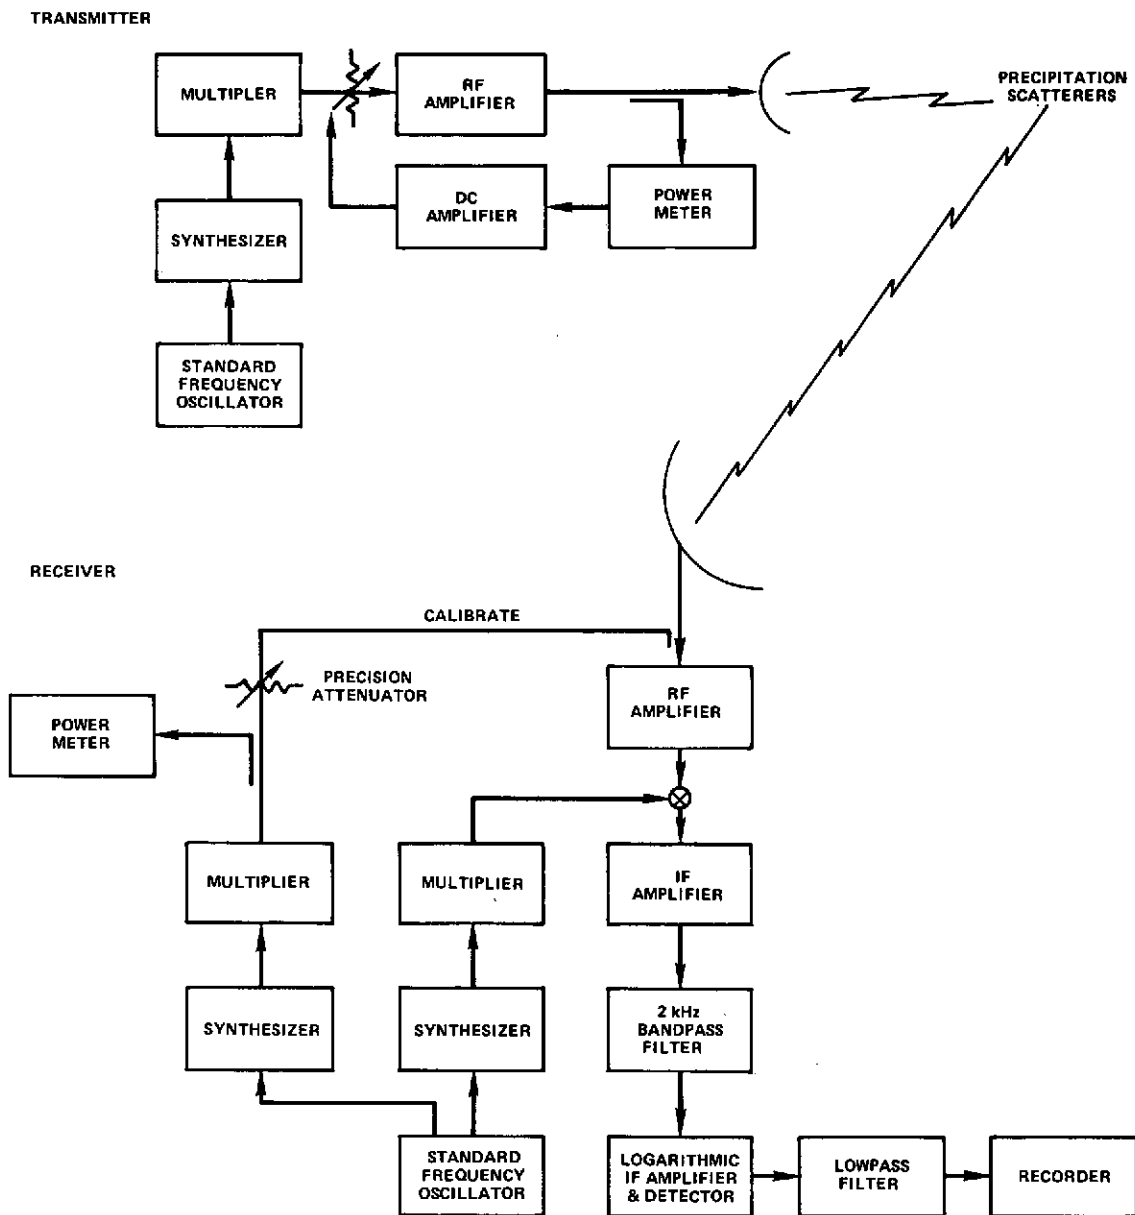 TRANSMITTER
MULTIPLER
RF
AMPLIFIER
PRECIPITATION
SCATTERERS
SYNTHESIZER
DC
AMPLIFIER
POWER
METER
STANDARD
FREQUENCY
OSCILLATOR
RECEIVER
CALIBRATE
PRECISION
ATTENUATOR
POWER
METER
RF
AMPLIFIER
MULTIPLIER
MULTIPLIER
IF
AMPLIFIER
SYNTHESIZER
SYNTHESIZER
2 kHz
BANDPASS
FILTER
STANDARD
FREQUENCY
OSCILLATOR
LOGARITHMIC
IF AMPLIFIER
& DETECTOR
LOWPASS
FILTER
RECORDER